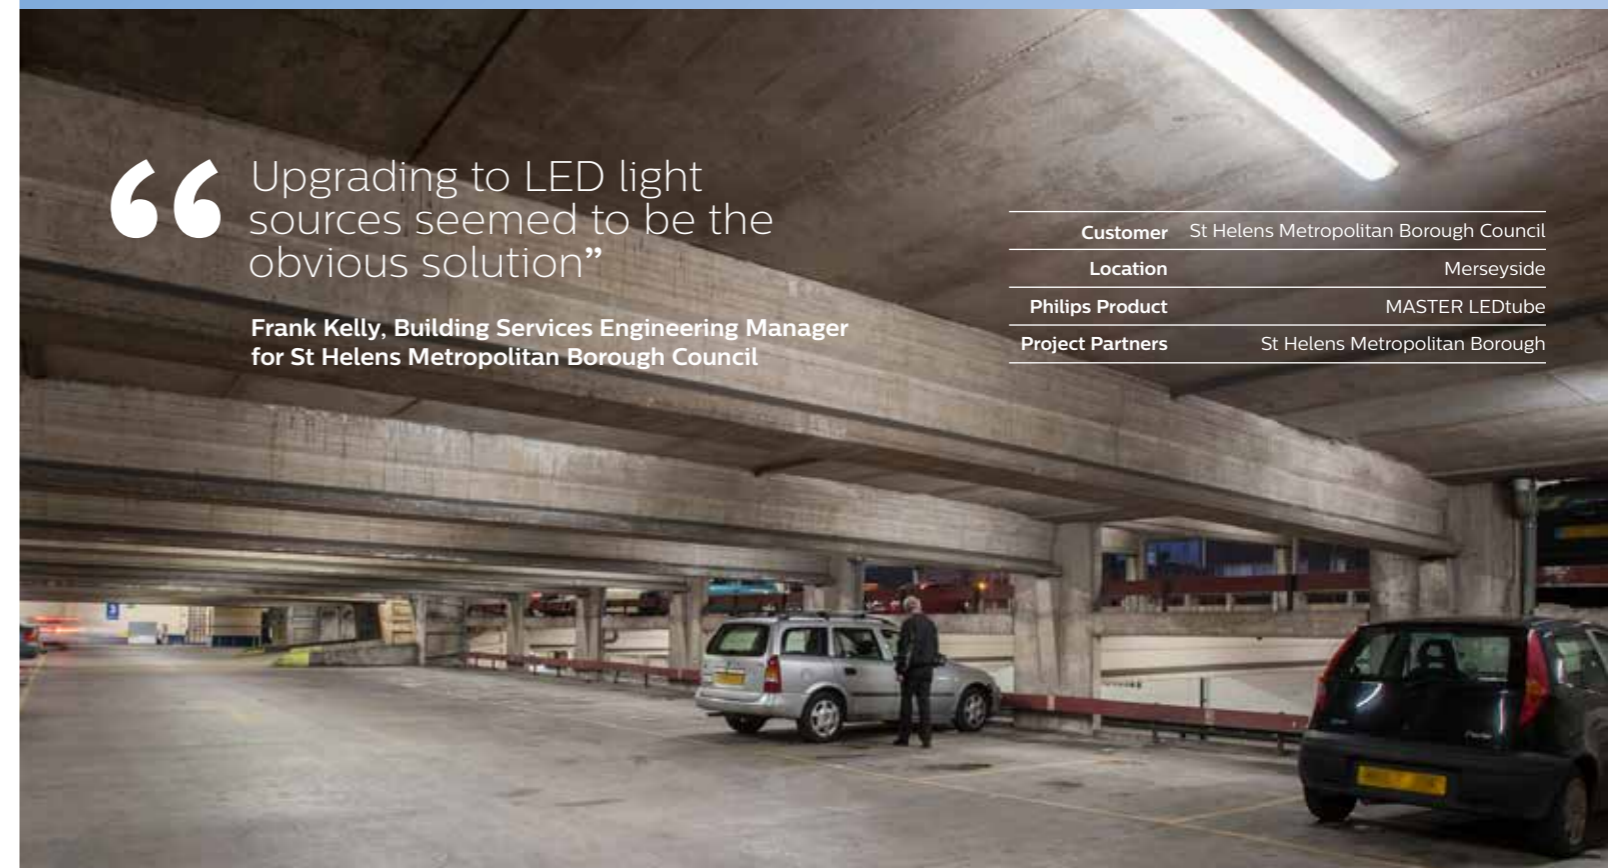 “Upgrading to LED light
sources seemed to be the
obvious solution”
Frank Kelly, Building Services Engineering Manager
for St Helens Metropolitan Borough Council
Customer St Helens Metropolitan Borough Council
Location Merseyside
Philips Product MASTER LEDtube
Project Partners St Helens Metropolitan Borough
3